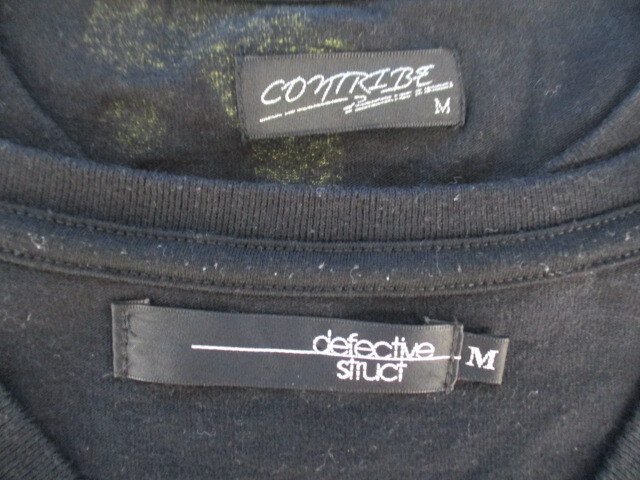 CONTRIBE
M
defective
struct
M